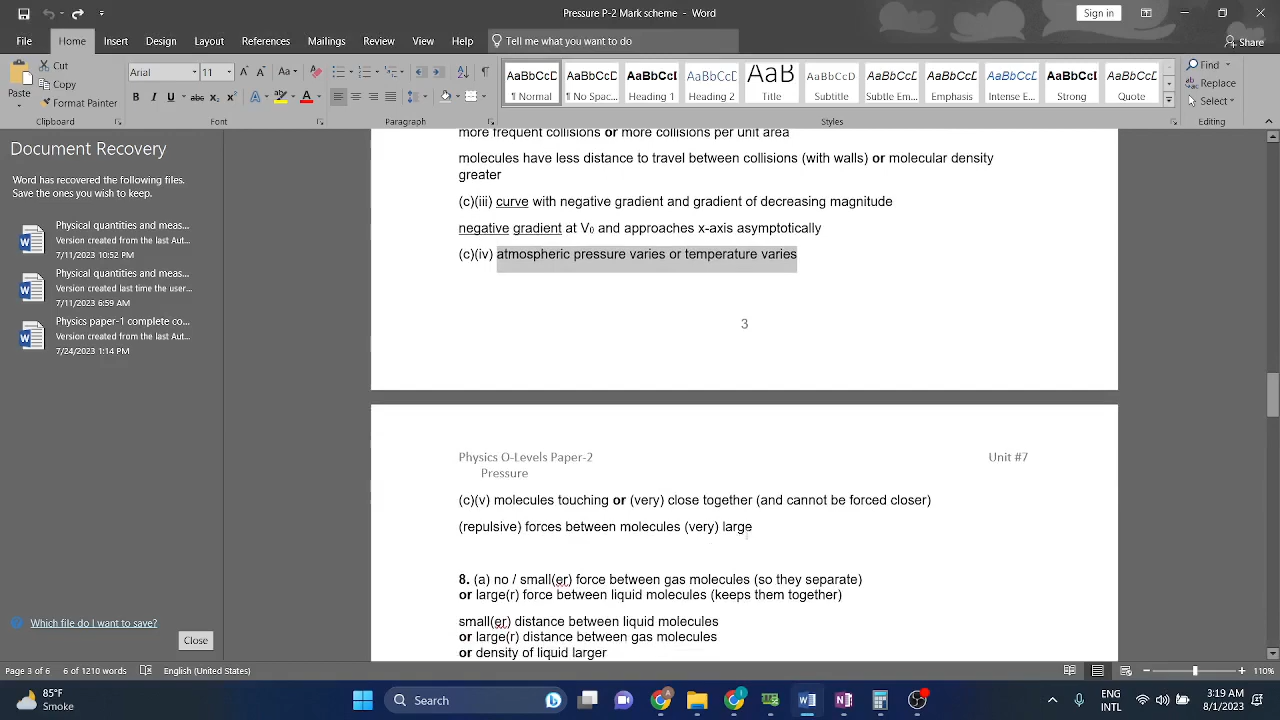 Pressure P-2 Mark scheme - Word
Sign in
File Home Insert Design Layout References Mailings Review View Help Tell me what you want to do Share
Paste Cut Copy Format Painter
Clipboard
Arial 11
Font
Paragraph
AaBbCcD ¶ Normal
AaBbCcD ¶ No Spac...
AaBbCcI Heading 1
AaBbCcD Heading 2
AaB Title
AaBbCcD Subtitle
AaBbCcL Subtle Em...
AaBbCcL Emphasis
AaBbCcL Intense E...
AaBbCcI Strong
AaBbCcL Quote
Styles
Find
Replace
Select
Editing
Document Recovery
Word has recovered the following files.
Save the ones you wish to keep.
Physical quantities and meas...
Version created from the last Aut...
7/11/2023 10:52 PM
Physical quantities and meas...
Version created last time the user...
7/11/2023 6:59 AM
Physics paper-1 complete co...
Version created from the last Aut...
7/24/2023 1:14 PM
Which file do I want to save?
Close
more frequent collisions or more collisions per unit area
molecules have less distance to travel between collisions (with walls) or molecular density
greater
(c)(iii) curve with negative gradient and gradient of decreasing magnitude
negative gradient at V₀ and approaches x-axis asymptotically
(c)(iv) atmospheric pressure varies or temperature varies
3
Physics O-Levels Paper-2 Unit #7
Pressure
(c)(v) molecules touching or (very) close together (and cannot be forced closer)
(repulsive) forces between molecules (very) large
8. (a) no / small(er) force between gas molecules (so they separate)
or large(r) force between liquid molecules (keeps them together)
small(er) distance between liquid molecules
or large(r) distance between gas molecules
or density of liquid larger
Page 3 of 6 6 of 1210 words English (United States) 110%
85°F
Smoke
Search
ENG
INTL
3:19 AM
8/1/2023